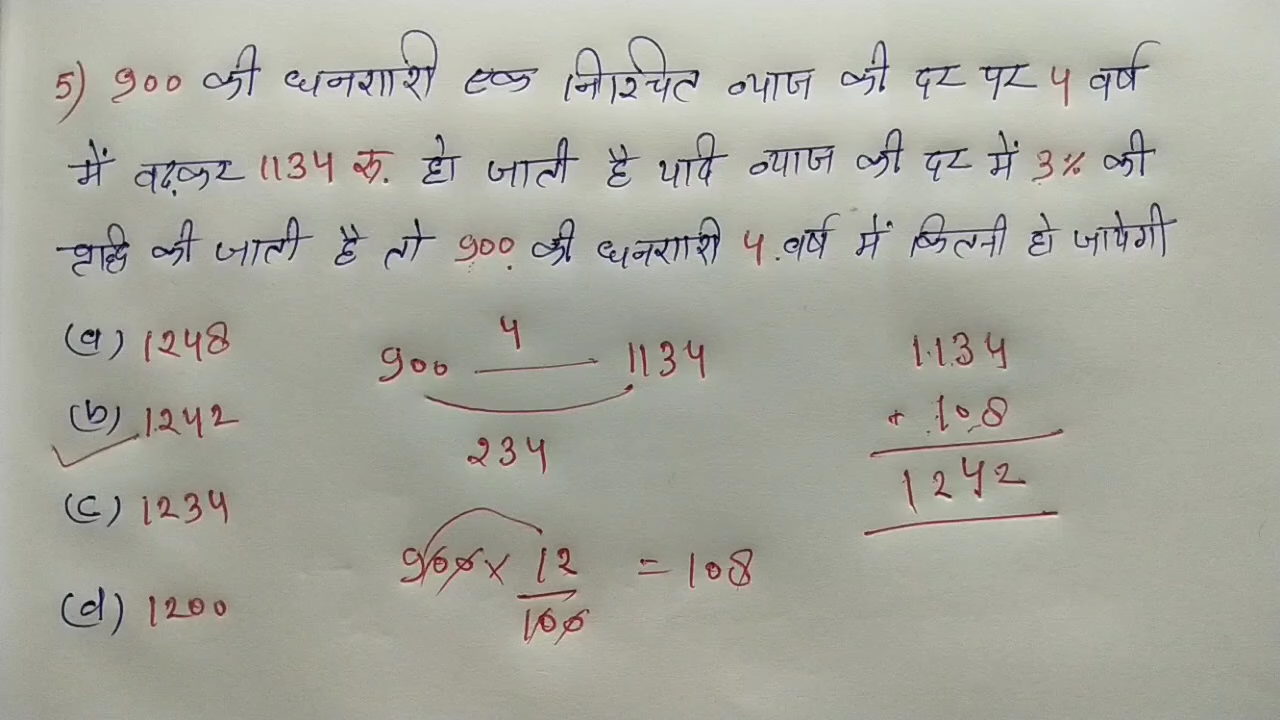 5) 900 की धनराशी एक निश्चित ब्याज की दर पर 4 वर्ष
में बढ़कर 1134 रु. हो जाती है यदि ब्याज की दर में 3% की
वृद्धि की जाती है तो 900 की धनराशी 4 वर्ष में कितनी हो जायेगी
(a) 1248
(b) 1242
(c) 1234
(d) 1200
900 4 1134
234
900 × 12/100 = 108
1134
+ 108
1242